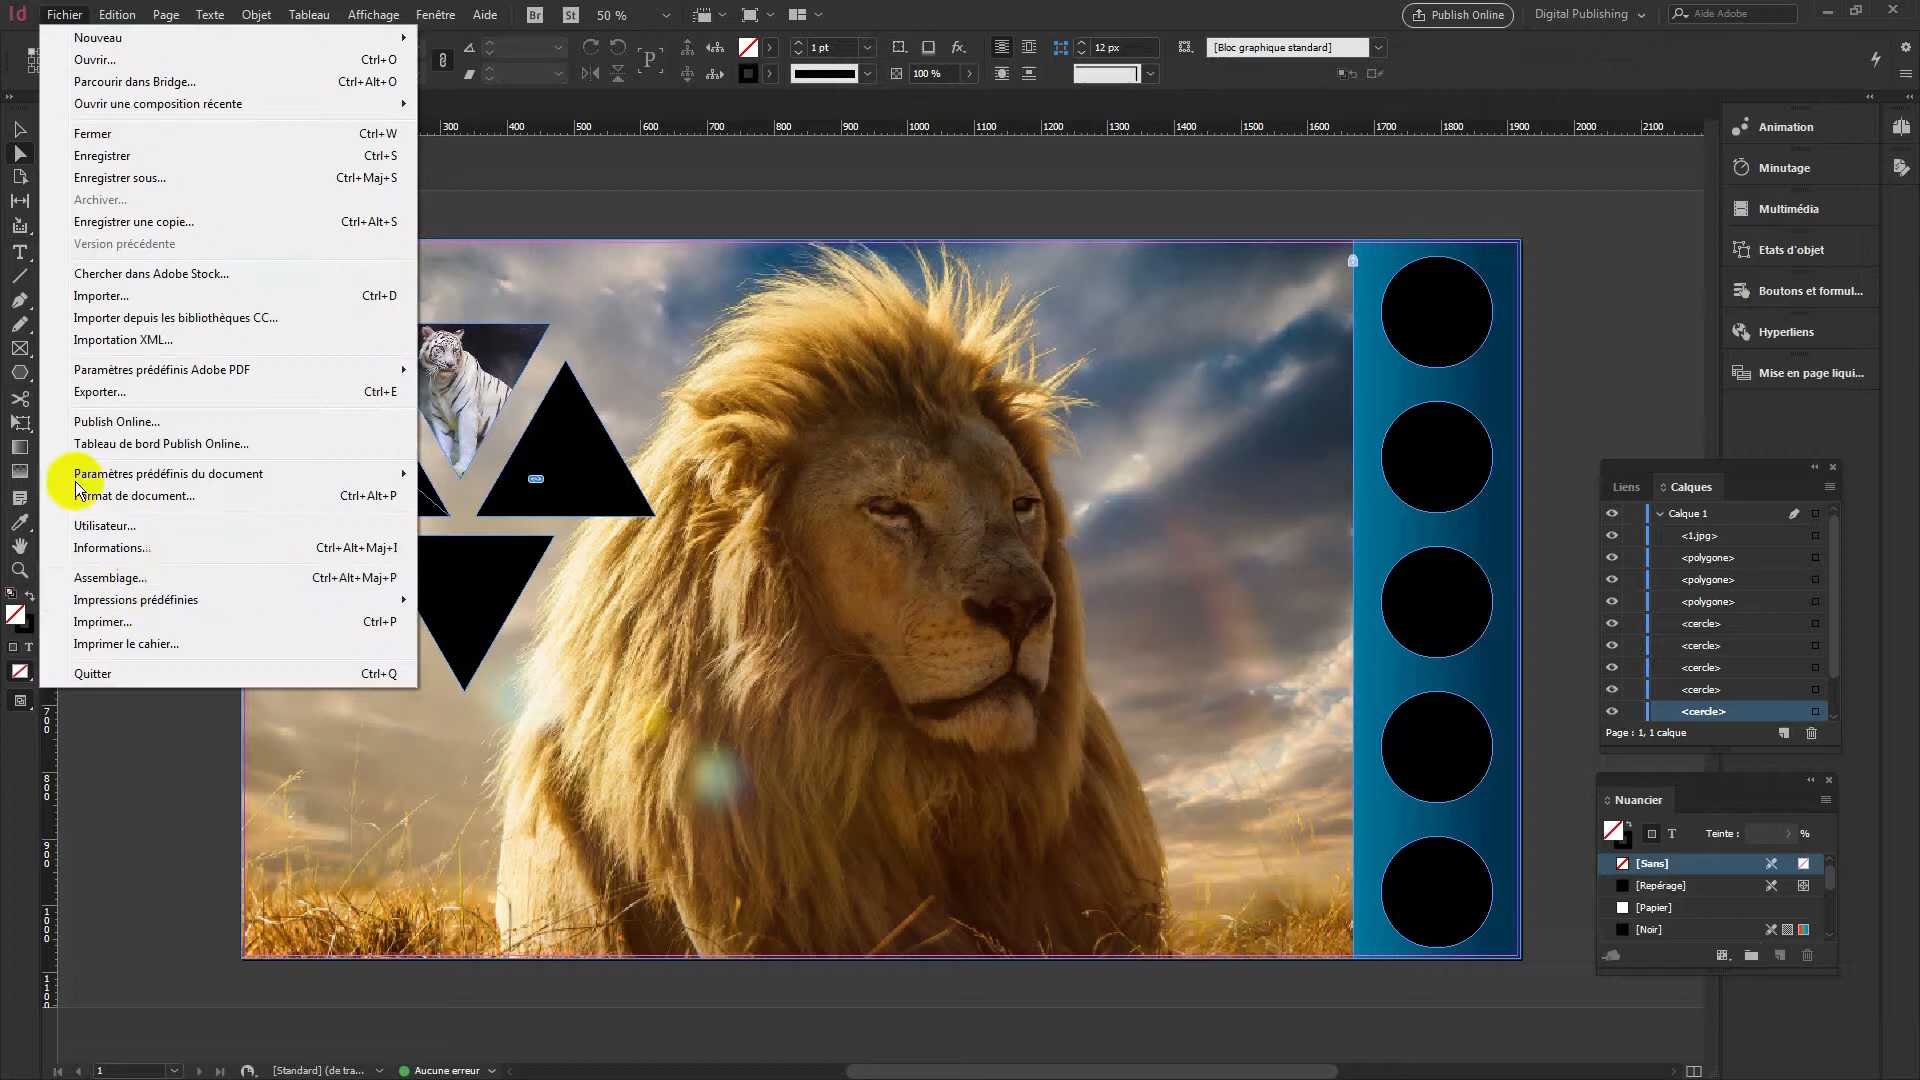 Id Fichier Edition Page Texte Objet Tableau Affichage Fenêtre Aide Br St 50 % Publish Online Digital Publishing Aide Adobe
Nouveau
Ouvrir... Ctrl+O
Parcourir dans Bridge... Ctrl+Alt+O
Ouvrir une composition récente
Fermer Ctrl+W
Enregistrer Ctrl+S
Enregistrer sous... Ctrl+Maj+S
Archiver...
Enregistrer une copie... Ctrl+Alt+S
Version précédente
Chercher dans Adobe Stock...
Importer... Ctrl+D
Importer depuis les bibliothèques CC...
Importation XML...
Paramètres prédéfinis Adobe PDF
Exporter... Ctrl+E
Publish Online...
Tableau de bord Publish Online...
Paramètres prédéfinis du document
Format de document... Ctrl+Alt+P
Utilisateur...
Informations... Ctrl+Alt+Maj+I
Assemblage... Ctrl+Alt+Maj+P
Impressions prédéfinies
Imprimer... Ctrl+P
Imprimer le cahier...
Quitter Ctrl+Q
P 1 pt fx. 12 px [Bloc graphique standard]
100 %
300 400 500 600 700 800 900 1000 1100 1200 1300 1400 1500 1600 1700 1800 1900 2000 2100
700
800
900
1000
1100
Animation
Minutage
Multimédia
Etats d'objet
Boutons et formul...
Hyperliens
Mise en page liqui...
Liens Calques
Calque 1
<1.jpg>
<polygone>
<polygone>
<polygone>
<cercle>
<cercle>
<cercle>
<cercle>
<cercle>
Page : 1, 1 calque
Nuancier
T Teinte : %
[Sans]
[Repérage]
[Papier]
[Noir]
T
1 [Standard] (de tra... Aucune erreur